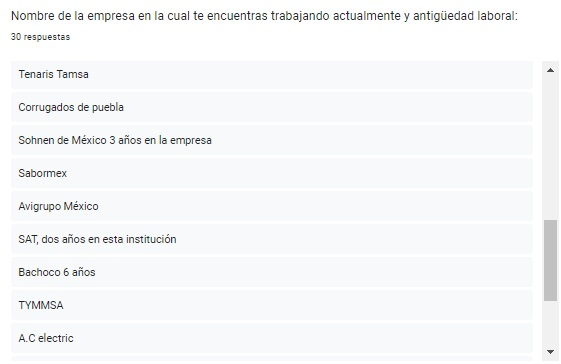 Nombre de la empresa en la cual te encuentras trabajando actualmente y antigüedad laboral:
30 respuestas
Tenaris Tamsa
Corrugados de puebla
Sohnen de México 3 años en la empresa
Sabormex
Avigrupo México
SAT, dos años en esta institución
Bachoco 6 años
TYMMSA
A.C electric